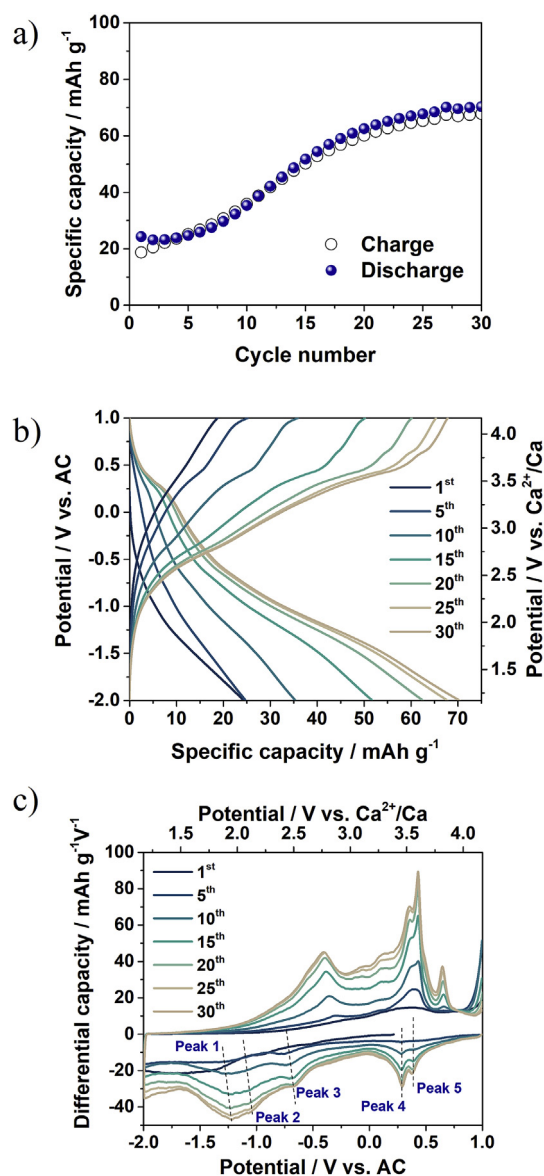 a)
Specific capacity / mAh g-1
100
80
60
40
20
0
Charge
Discharge
0 5 10 15 20 25 30
Cycle number
b)
Potential / V vs. AC
1.0
0.5
0.0
-0.5
-1.0
-1.5
-2.0
1st
5th
10th
15th
20th
25th
30th
4.0
3.5
3.0
2.5
2.0
1.5
Potential / V vs. Ca2+/Ca
0 10 20 30 40 50 60 70
Specific capacity / mAh g-1
c)
Potential / V vs. Ca2+/Ca
1.5 2.0 2.5 3.0 3.5 4.0
Differential capacity / mAh g-1V-1
100
80
60
40
20
0
-20
-40
1st
5th
10th
15th
20th
25th
30th
Peak 1
Peak 2
Peak 3
Peak 4
Peak 5
-2.0 -1.5 -1.0 -0.5 0.0 0.5 1.0
Potential / V vs. AC